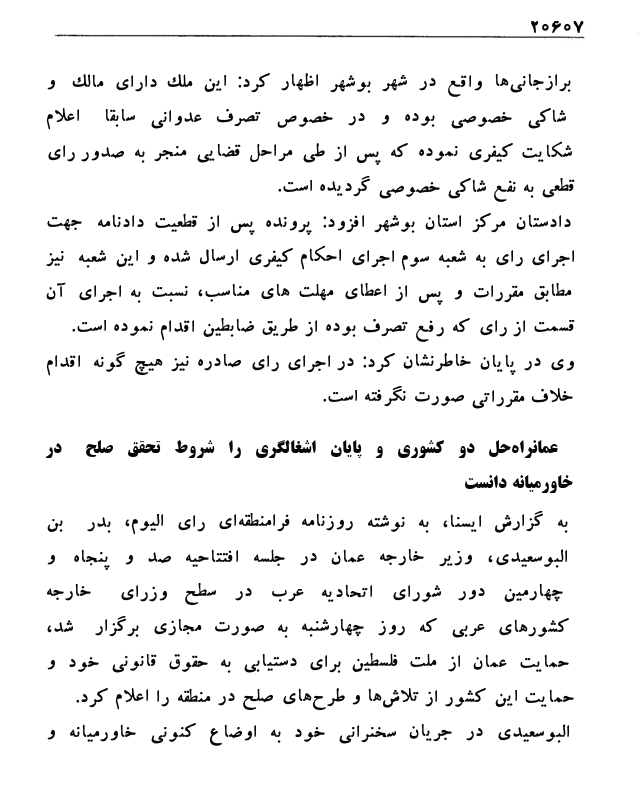 ۲۰۶۰۷
برازجانی‌ها واقع در شهر بوشهر اظهار کرد: این ملك دارای مالك و
شاکی خصوصی بوده و در خصوص تصرف عدوانی سابقا اعلام
شکایت کیفری نموده که پس از طی مراحل قضایی منجر به صدور رای
قطعی به نفع شاکی خصوصی گردیده است.
دادستان مرکز استان بوشهر افزود: پرونده پس از قطعیت دادنامه جهت
اجرای رای به شعبه سوم اجرای احکام کیفری ارسال شده و این شعبه نیز
مطابق مقررات و پس از اعطای مهلت های مناسب، نسبت به اجرای آن
قسمت از رای که رفع تصرف بوده از طریق ضابطین اقدام نموده است.
وی در پایان خاطرنشان کرد: در اجرای رای صادره نیز هیچ گونه اقدام
خلاف مقرراتی صورت نگرفته است.
عمانراه‌حل دو کشوری و پایان اشغالگری را شروط تحقق صلح در
خاورمیانه دانست
به گزارش ایسنا، به نوشته روزنامه فرامنطقه‌ای رای الیوم، بدر بن
البوسعیدی، وزیر خارجه عمان در جلسه افتتاحیه صد و پنجاه و
چهارمین دور شورای اتحادیه عرب در سطح وزرای خارجه
کشورهای عربی که روز چهارشنبه به صورت مجازی برگزار شد،
حمایت عمان از ملت فلسطین برای دستیابی به حقوق قانونی خود و
حمایت این کشور از تلاش‌ها و طرح‌های صلح در منطقه را اعلام کرد.
البوسعیدی در جریان سخنرانی خود به اوضاع کنونی خاورمیانه و